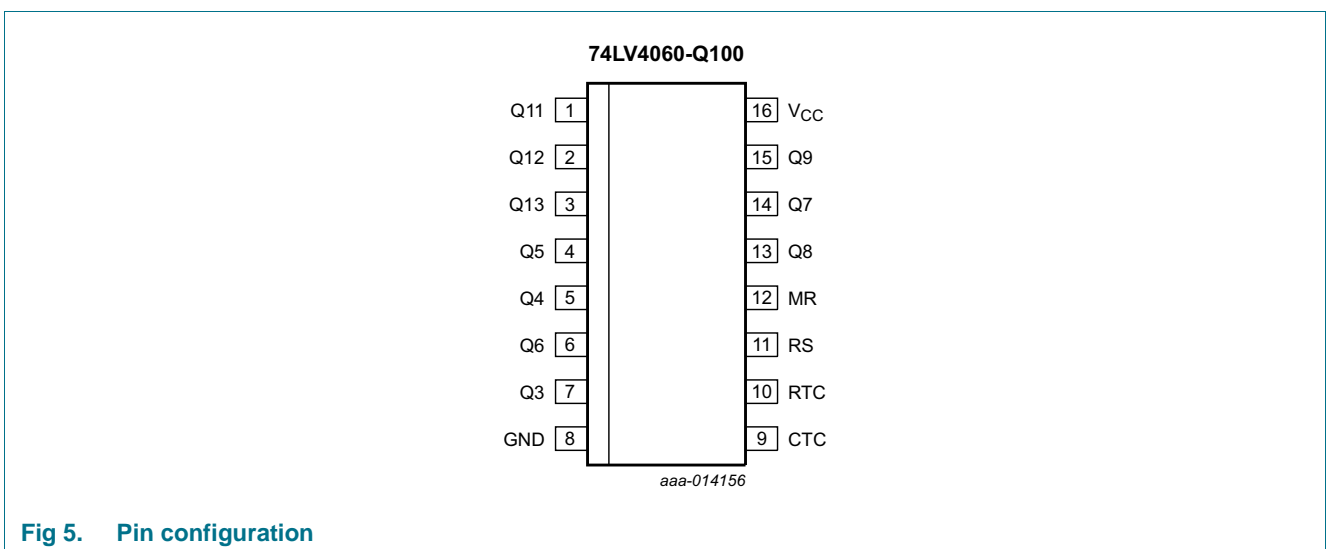 74LV4060-Q100
Q11 1 16 VCC
Q12 2 15 Q9
Q13 3 14 Q7
Q5 4 13 Q8
Q4 5 12 MR
Q6 6 11 RS
Q3 7 10 RTC
GND 8 9 CTC
aaa-014156
Fig 5. Pin configuration